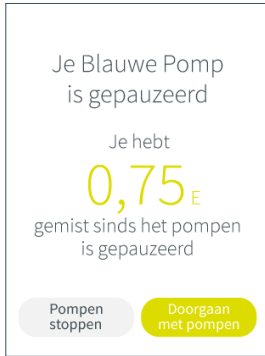 Je Blauwe Pomp
is gepauzeerd
Je hebt
0,75 E
gemist sinds het pompen
is gepauzeerd
Pompen
stoppen
Doorgaan
met pompen